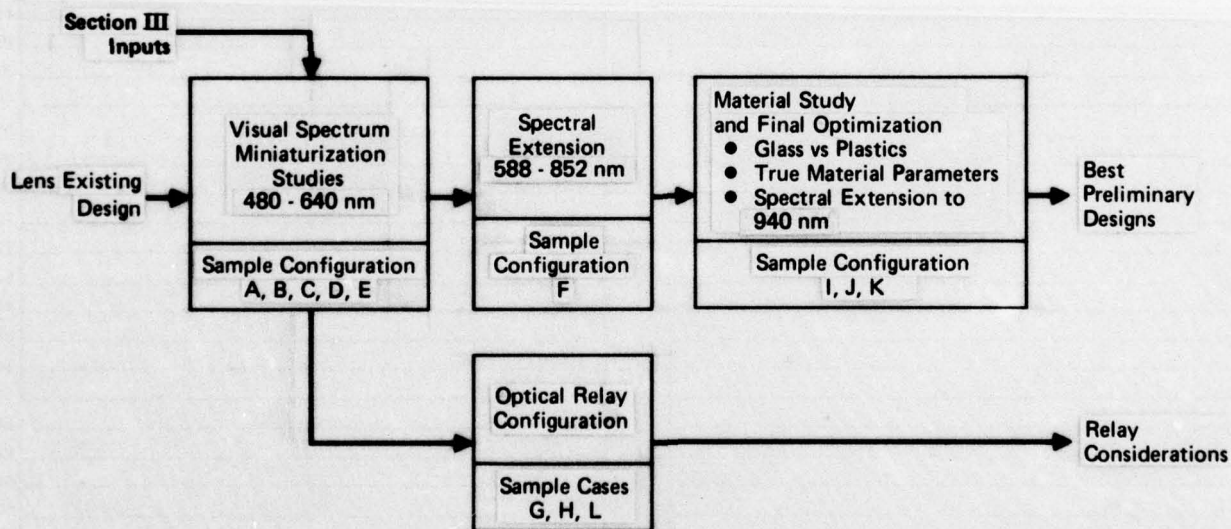 Section III
Inputs
Lens Existing
Design
Visual Spectrum
Miniaturization
Studies
480 - 640 nm
Sample Configuration
A, B, C, D, E
Spectral
Extension
588 - 852 nm
Sample
Configuration
F
Material Study
and Final Optimization
● Glass vs Plastics
● True Material Parameters
● Spectral Extension to
940 nm
Sample Configuration
I, J, K
Best
Preliminary
Designs
Optical Relay
Configuration
Sample Cases
G, H, L
Relay
Considerations